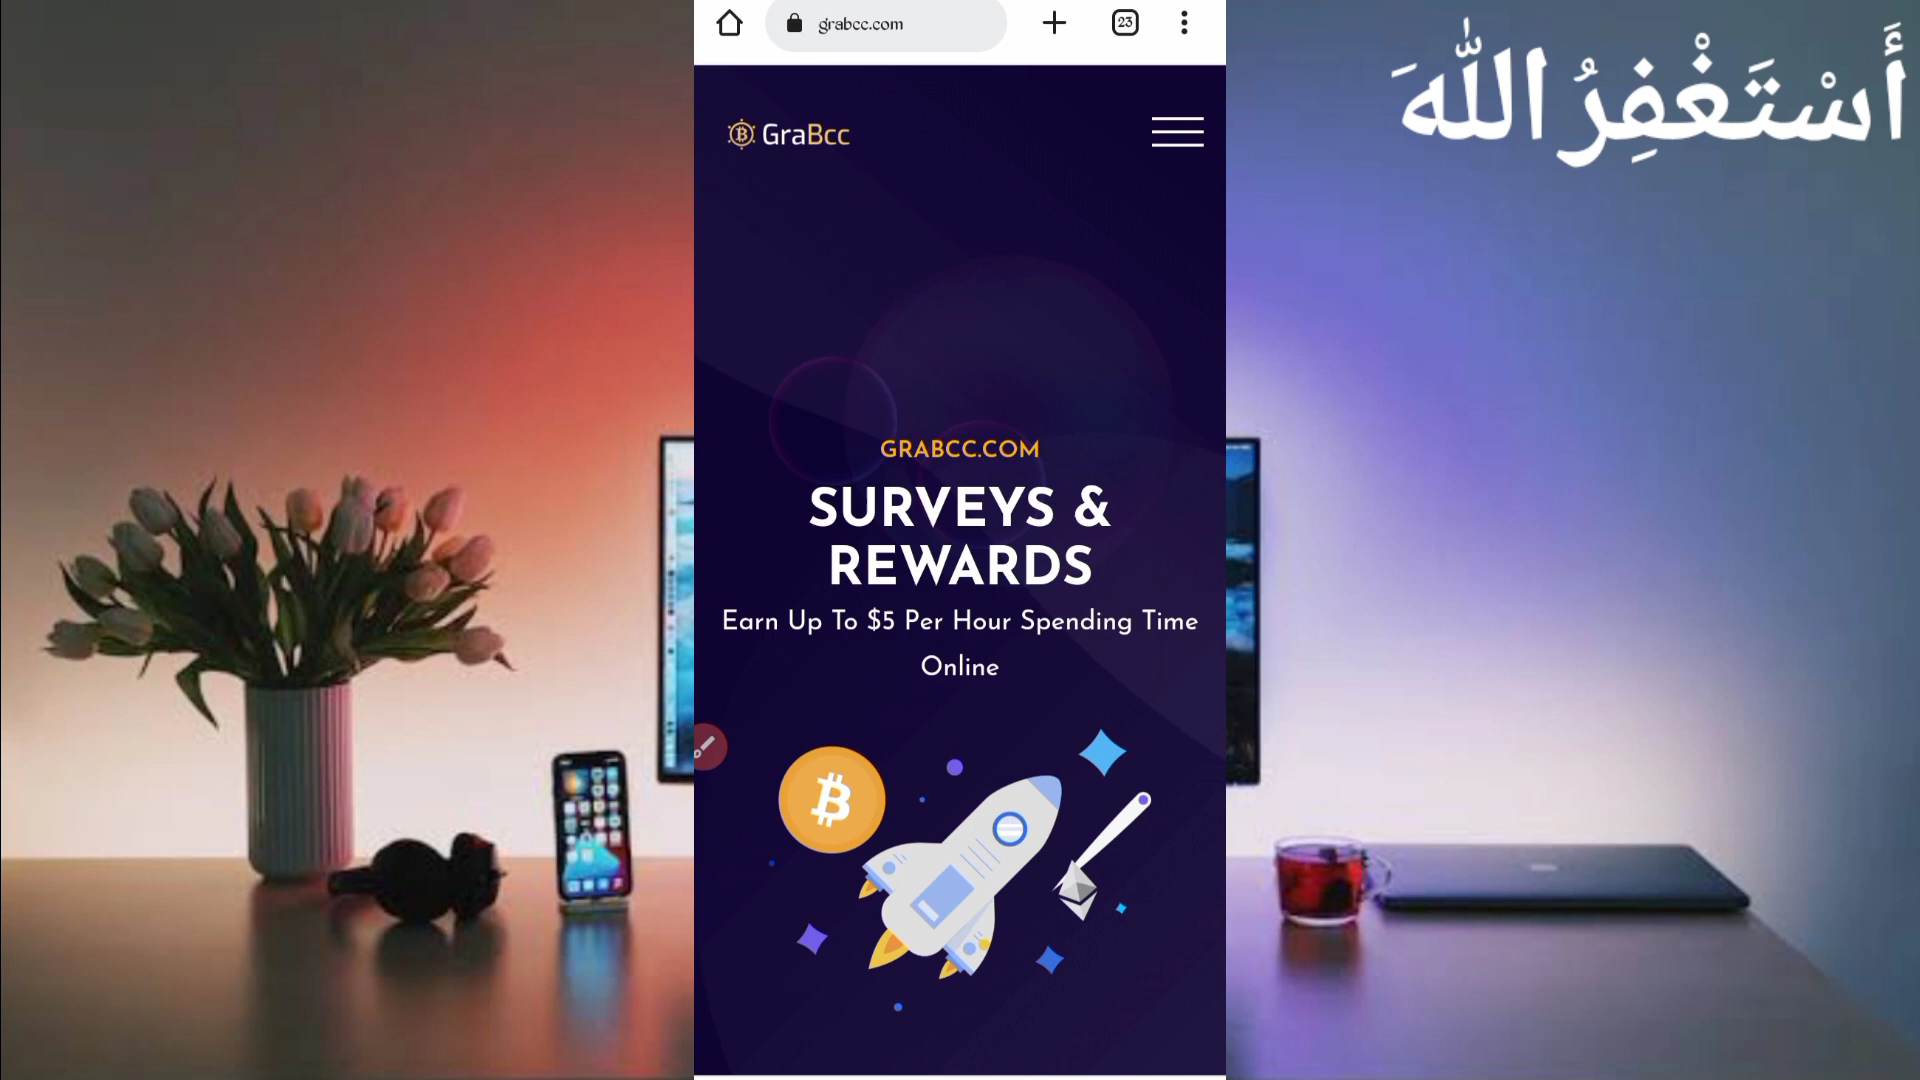 grabcc.com
23
أَسْتَغْفِرُ اللّٰهَ
GraBcc
GRABCC.COM
SURVEYS &
REWARDS
Earn Up To $5 Per Hour Spending Time
Online